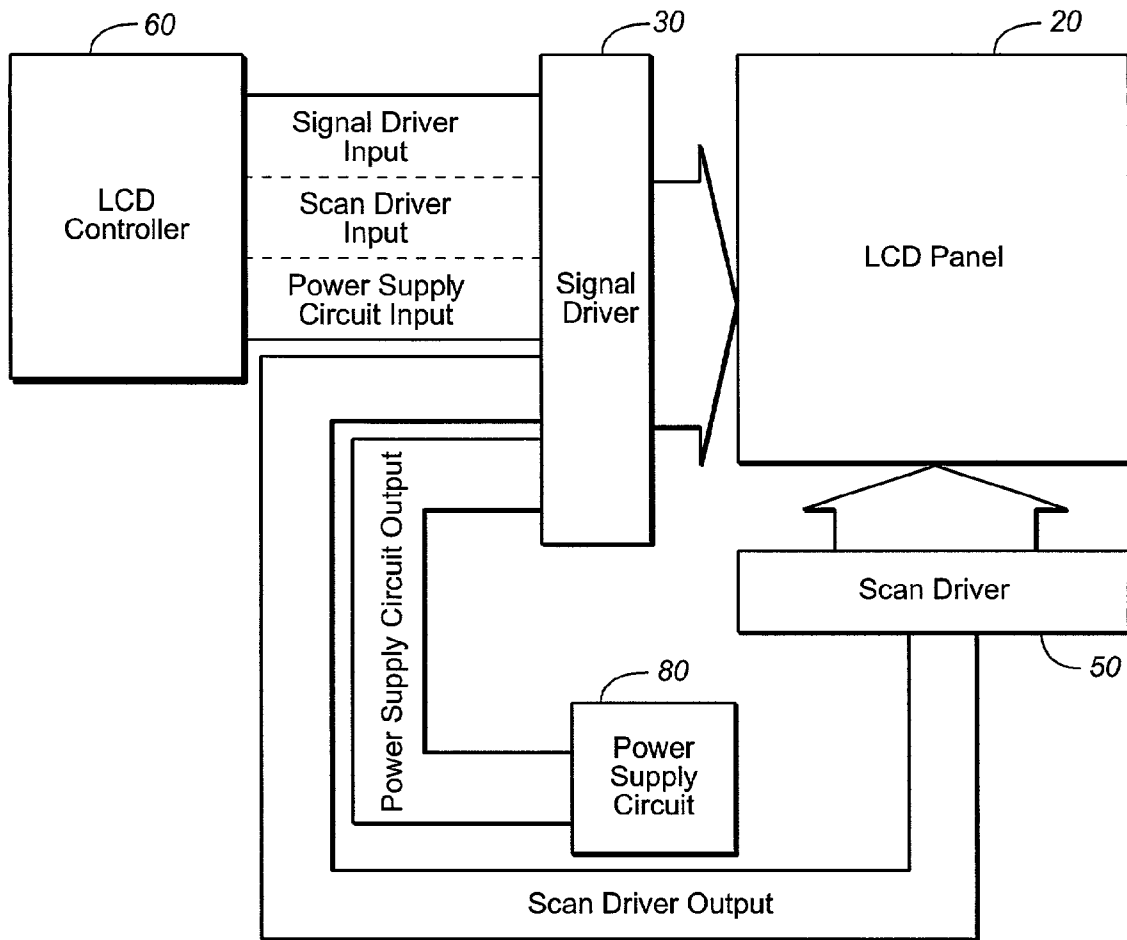 60
30
20
Signal Driver
Input
LCD
Controller
Scan Driver
Input
Power Supply
Circuit Input
Signal
Driver
LCD Panel
Power Supply Circuit Output
Scan Driver
50
80
Power
Supply
Circuit
Scan Driver Output